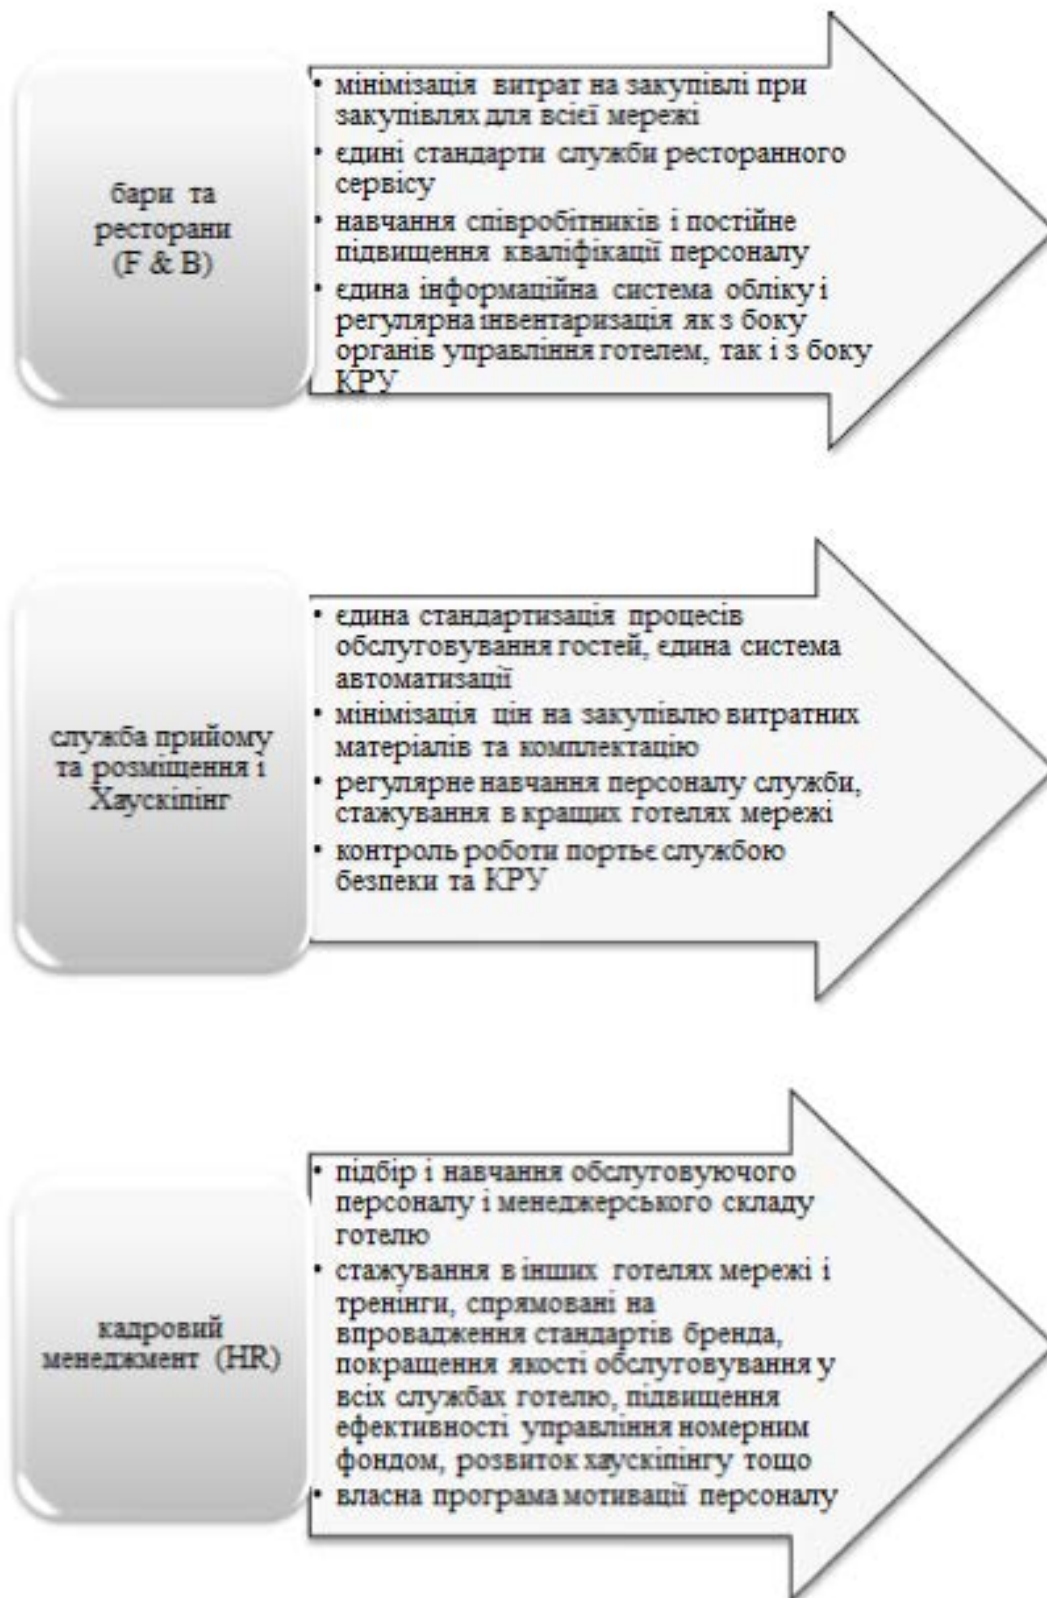 бари та
ресторани
(F & B)
• мінімізація витрат на закупівлі при
закупівлях для всієї мережі
• єдині стандарти служби ресторанного
сервісу
• навчання співробітників і постійне
підвищення кваліфікації персоналу
• єдина інформаційна система обліку і
регулярна інвентаризація як з боку
органів управління готелем, так і з боку
КРУ
служба прийому
та розміщення і
Хаускіпінг
• єдина стандартизація процесів
обслуговування гостей, єдина система
автоматизації
• мінімізація цін на закупівлю витратних
матеріалів та комплектацію
• регулярне навчання персоналу служби,
стажування в кращих готелях мережі
• контроль роботи портьє службою
безпеки та КРУ
кадровий
менеджмент (HR)
• підбір і навчання обслуговуючого
персоналу і менеджерського складу
готелю
• стажування в інших готелях мережі і
тренінги, спрямовані на
впровадження стандартів бренда,
покращення якості обслуговування у
всіх службах готелю, підвищення
ефективності управління номерним
фондом, розвиток хаускіпінгу тощо
• власна програма мотивації персоналу